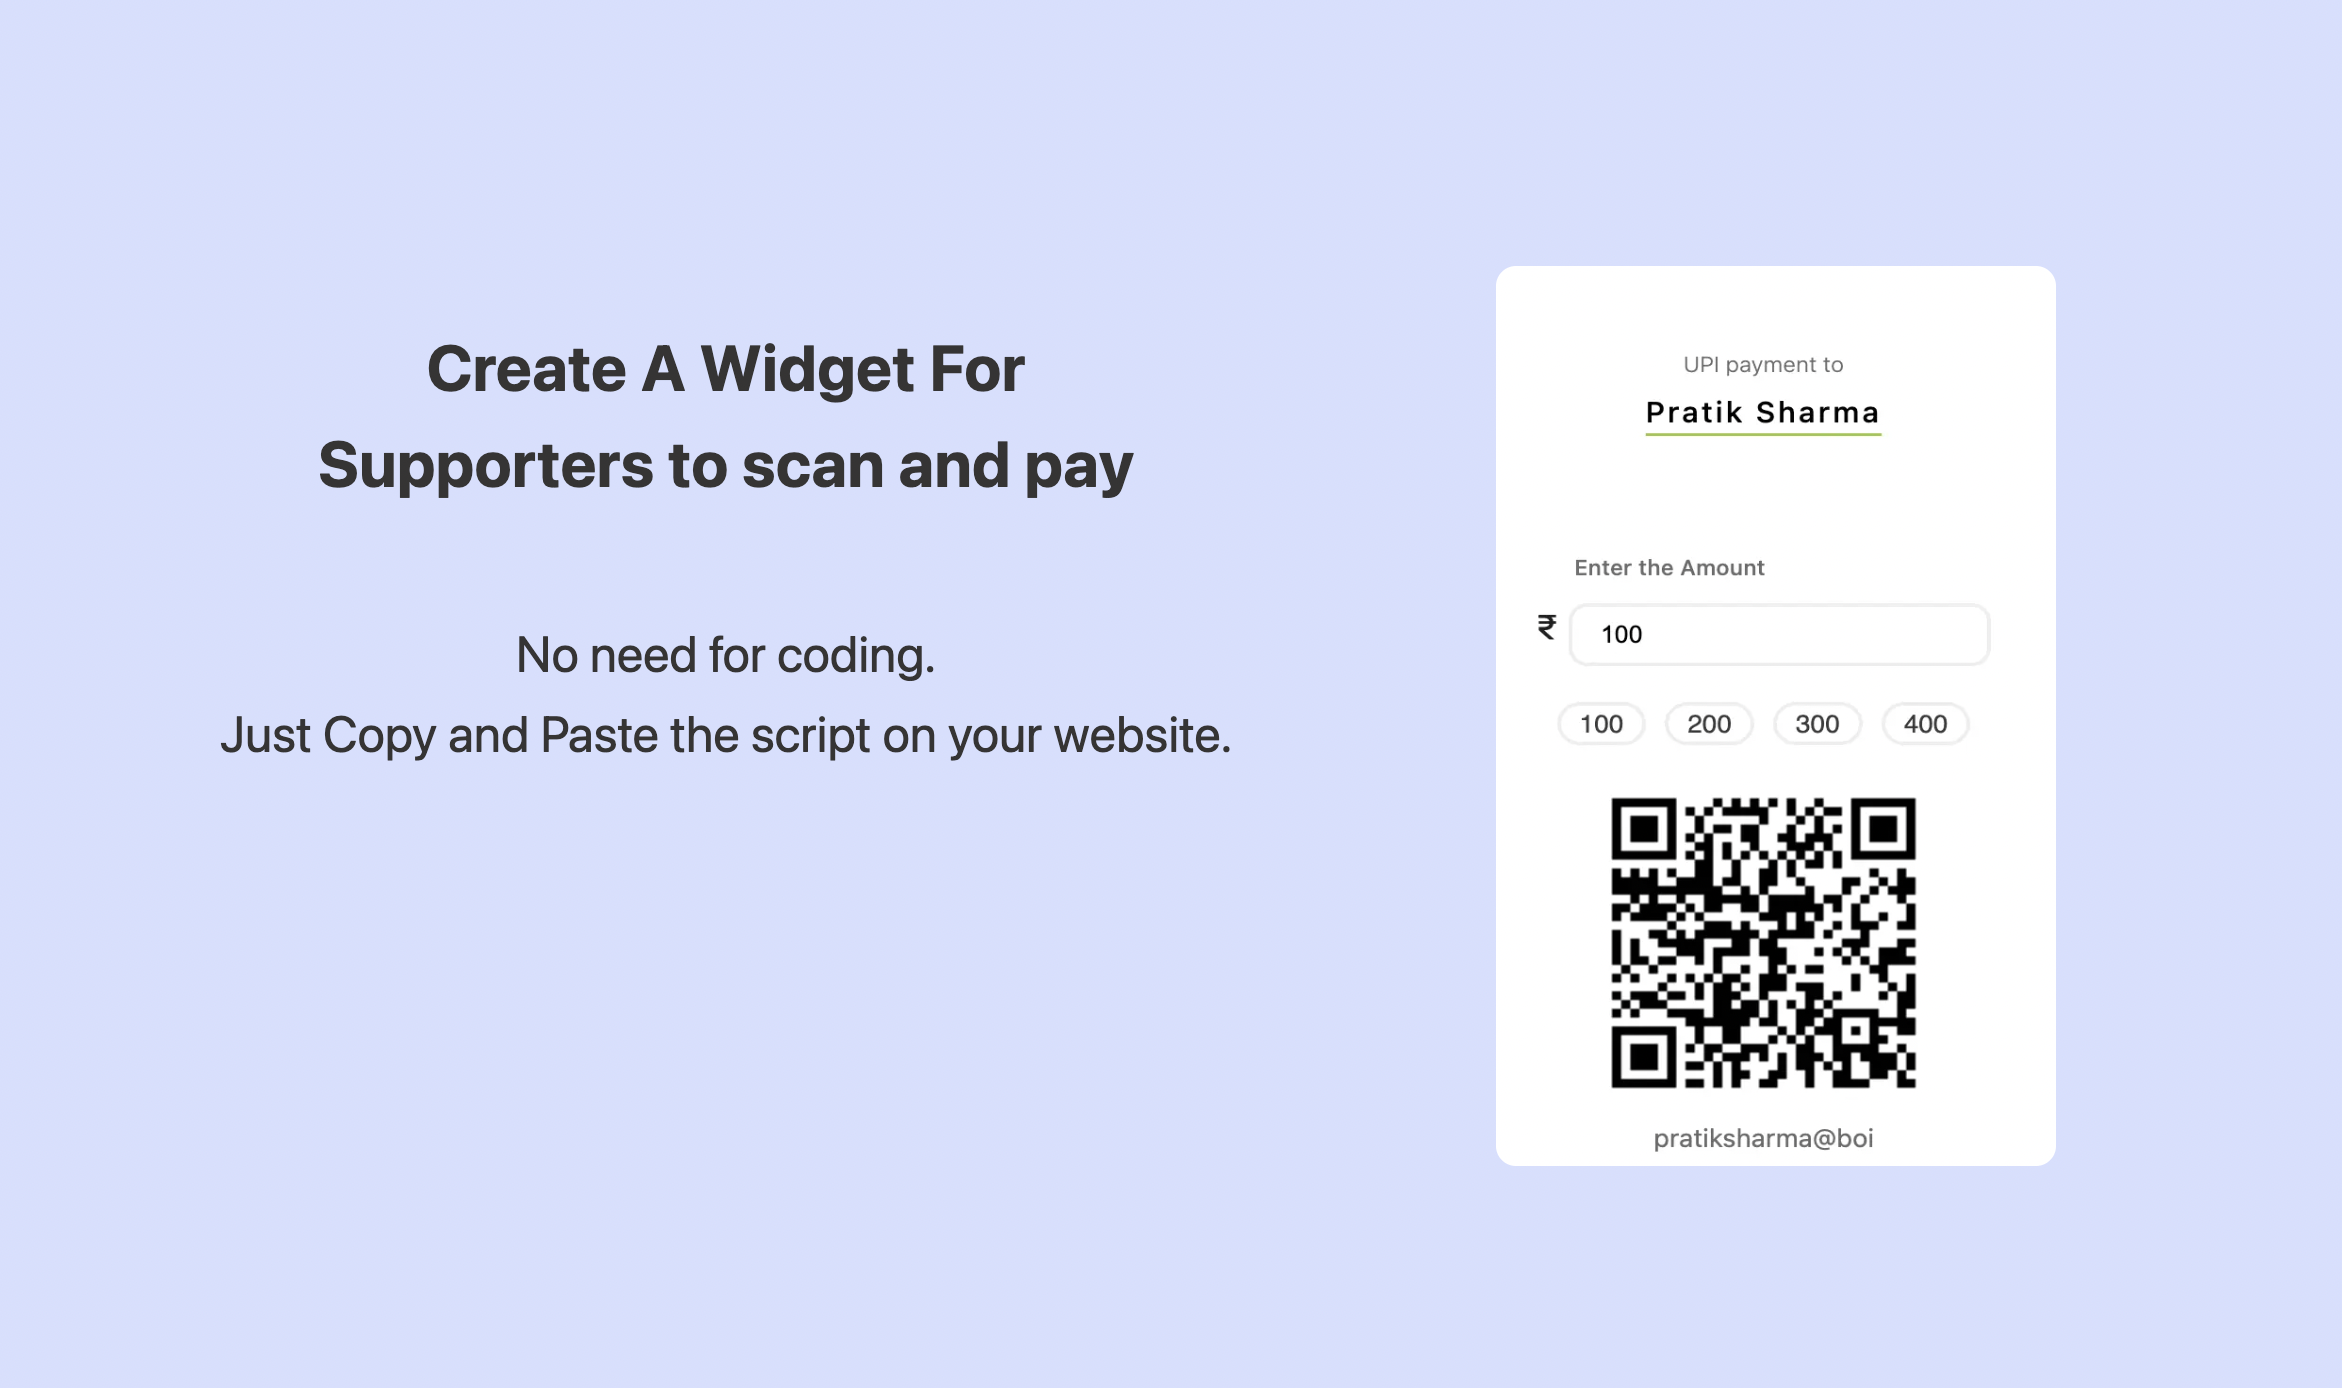 Create A Widget For
Supporters to scan and pay
No need for coding.
Just Copy and Paste the script on your website.
UPI payment to
Pratik Sharma
Enter the Amount
₹ 100
100 200 300 400
pratiksharma@boi